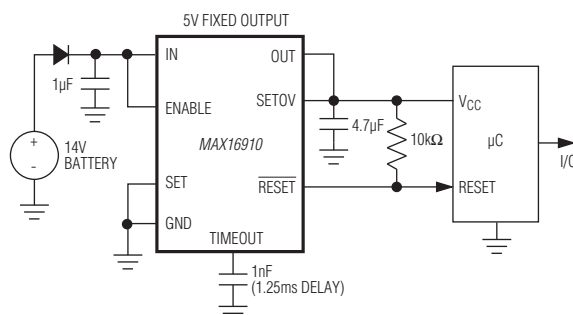 5V FIXED OUTPUT
IN
OUT
1µF
ENABLE
SETOV
VCC
4.7µF
MAX16910
10kΩ
µC
+
14V
-
BATTERY
I/O
SET
RESET
RESET
GND
TIMEOUT
1nF
(1.25ms DELAY)